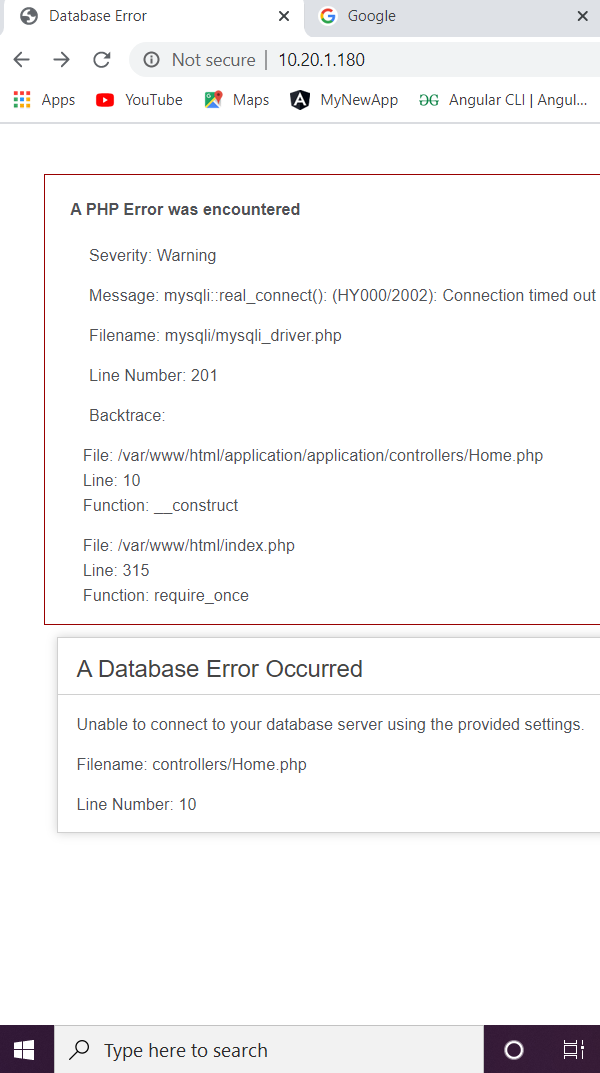 Database Error
Google
Not secure | 10.20.1.180
Apps
YouTube
Maps
MyNewApp
Angular CLI | Angul...
A PHP Error was encountered
Severity: Warning
Message: mysqli::real_connect(): (HY000/2002): Connection timed out
Filename: mysqli/mysqli_driver.php
Line Number: 201
Backtrace:
File: /var/www/html/application/application/controllers/Home.php
Line: 10
Function: __construct
File: /var/www/html/index.php
Line: 315
Function: require_once
A Database Error Occurred
Unable to connect to your database server using the provided settings.
Filename: controllers/Home.php
Line Number: 10
Type here to search